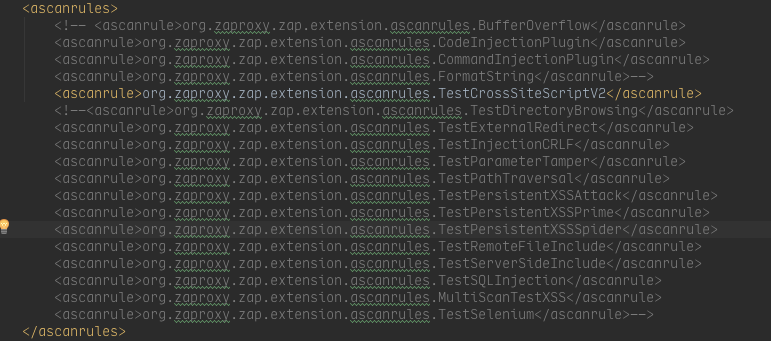 <ascanrules>
<!-- <ascanrule>org.zaproxy.zap.extension.ascanrules.BufferOverflow</ascanrule>
<ascanrule>org.zaproxy.zap.extension.ascanrules.CodeInjectionPlugin</ascanrule>
<ascanrule>org.zaproxy.zap.extension.ascanrules.CommandInjectionPlugin</ascanrule>
<ascanrule>org.zaproxy.zap.extension.ascanrules.FormatString</ascanrule>-->
<ascanrule>org.zaproxy.zap.extension.ascanrules.TestCrossSiteScriptV2</ascanrule>
<!--<ascanrule>org.zaproxy.zap.extension.ascanrules.TestDirectoryBrowsing</ascanrule>
<ascanrule>org.zaproxy.zap.extension.ascanrules.TestExternalRedirect</ascanrule>
<ascanrule>org.zaproxy.zap.extension.ascanrules.TestInjectionCRLF</ascanrule>
<ascanrule>org.zaproxy.zap.extension.ascanrules.TestParameterTamper</ascanrule>
<ascanrule>org.zaproxy.zap.extension.ascanrules.TestPathTraversal</ascanrule>
<ascanrule>org.zaproxy.zap.extension.ascanrules.TestPersistentXSSAttack</ascanrule>
<ascanrule>org.zaproxy.zap.extension.ascanrules.TestPersistentXSSPrime</ascanrule>
<ascanrule>org.zaproxy.zap.extension.ascanrules.TestPersistentXSSSpider</ascanrule>
<ascanrule>org.zaproxy.zap.extension.ascanrules.TestRemoteFileInclude</ascanrule>
<ascanrule>org.zaproxy.zap.extension.ascanrules.TestServerSideInclude</ascanrule>
<ascanrule>org.zaproxy.zap.extension.ascanrules.TestSQLInjection</ascanrule>
<ascanrule>org.zaproxy.zap.extension.ascanrules.MultiScanTestXSS</ascanrule>
<ascanrule>org.zaproxy.zap.extension.ascanrules.TestSelenium</ascanrule>-->
</ascanrules>